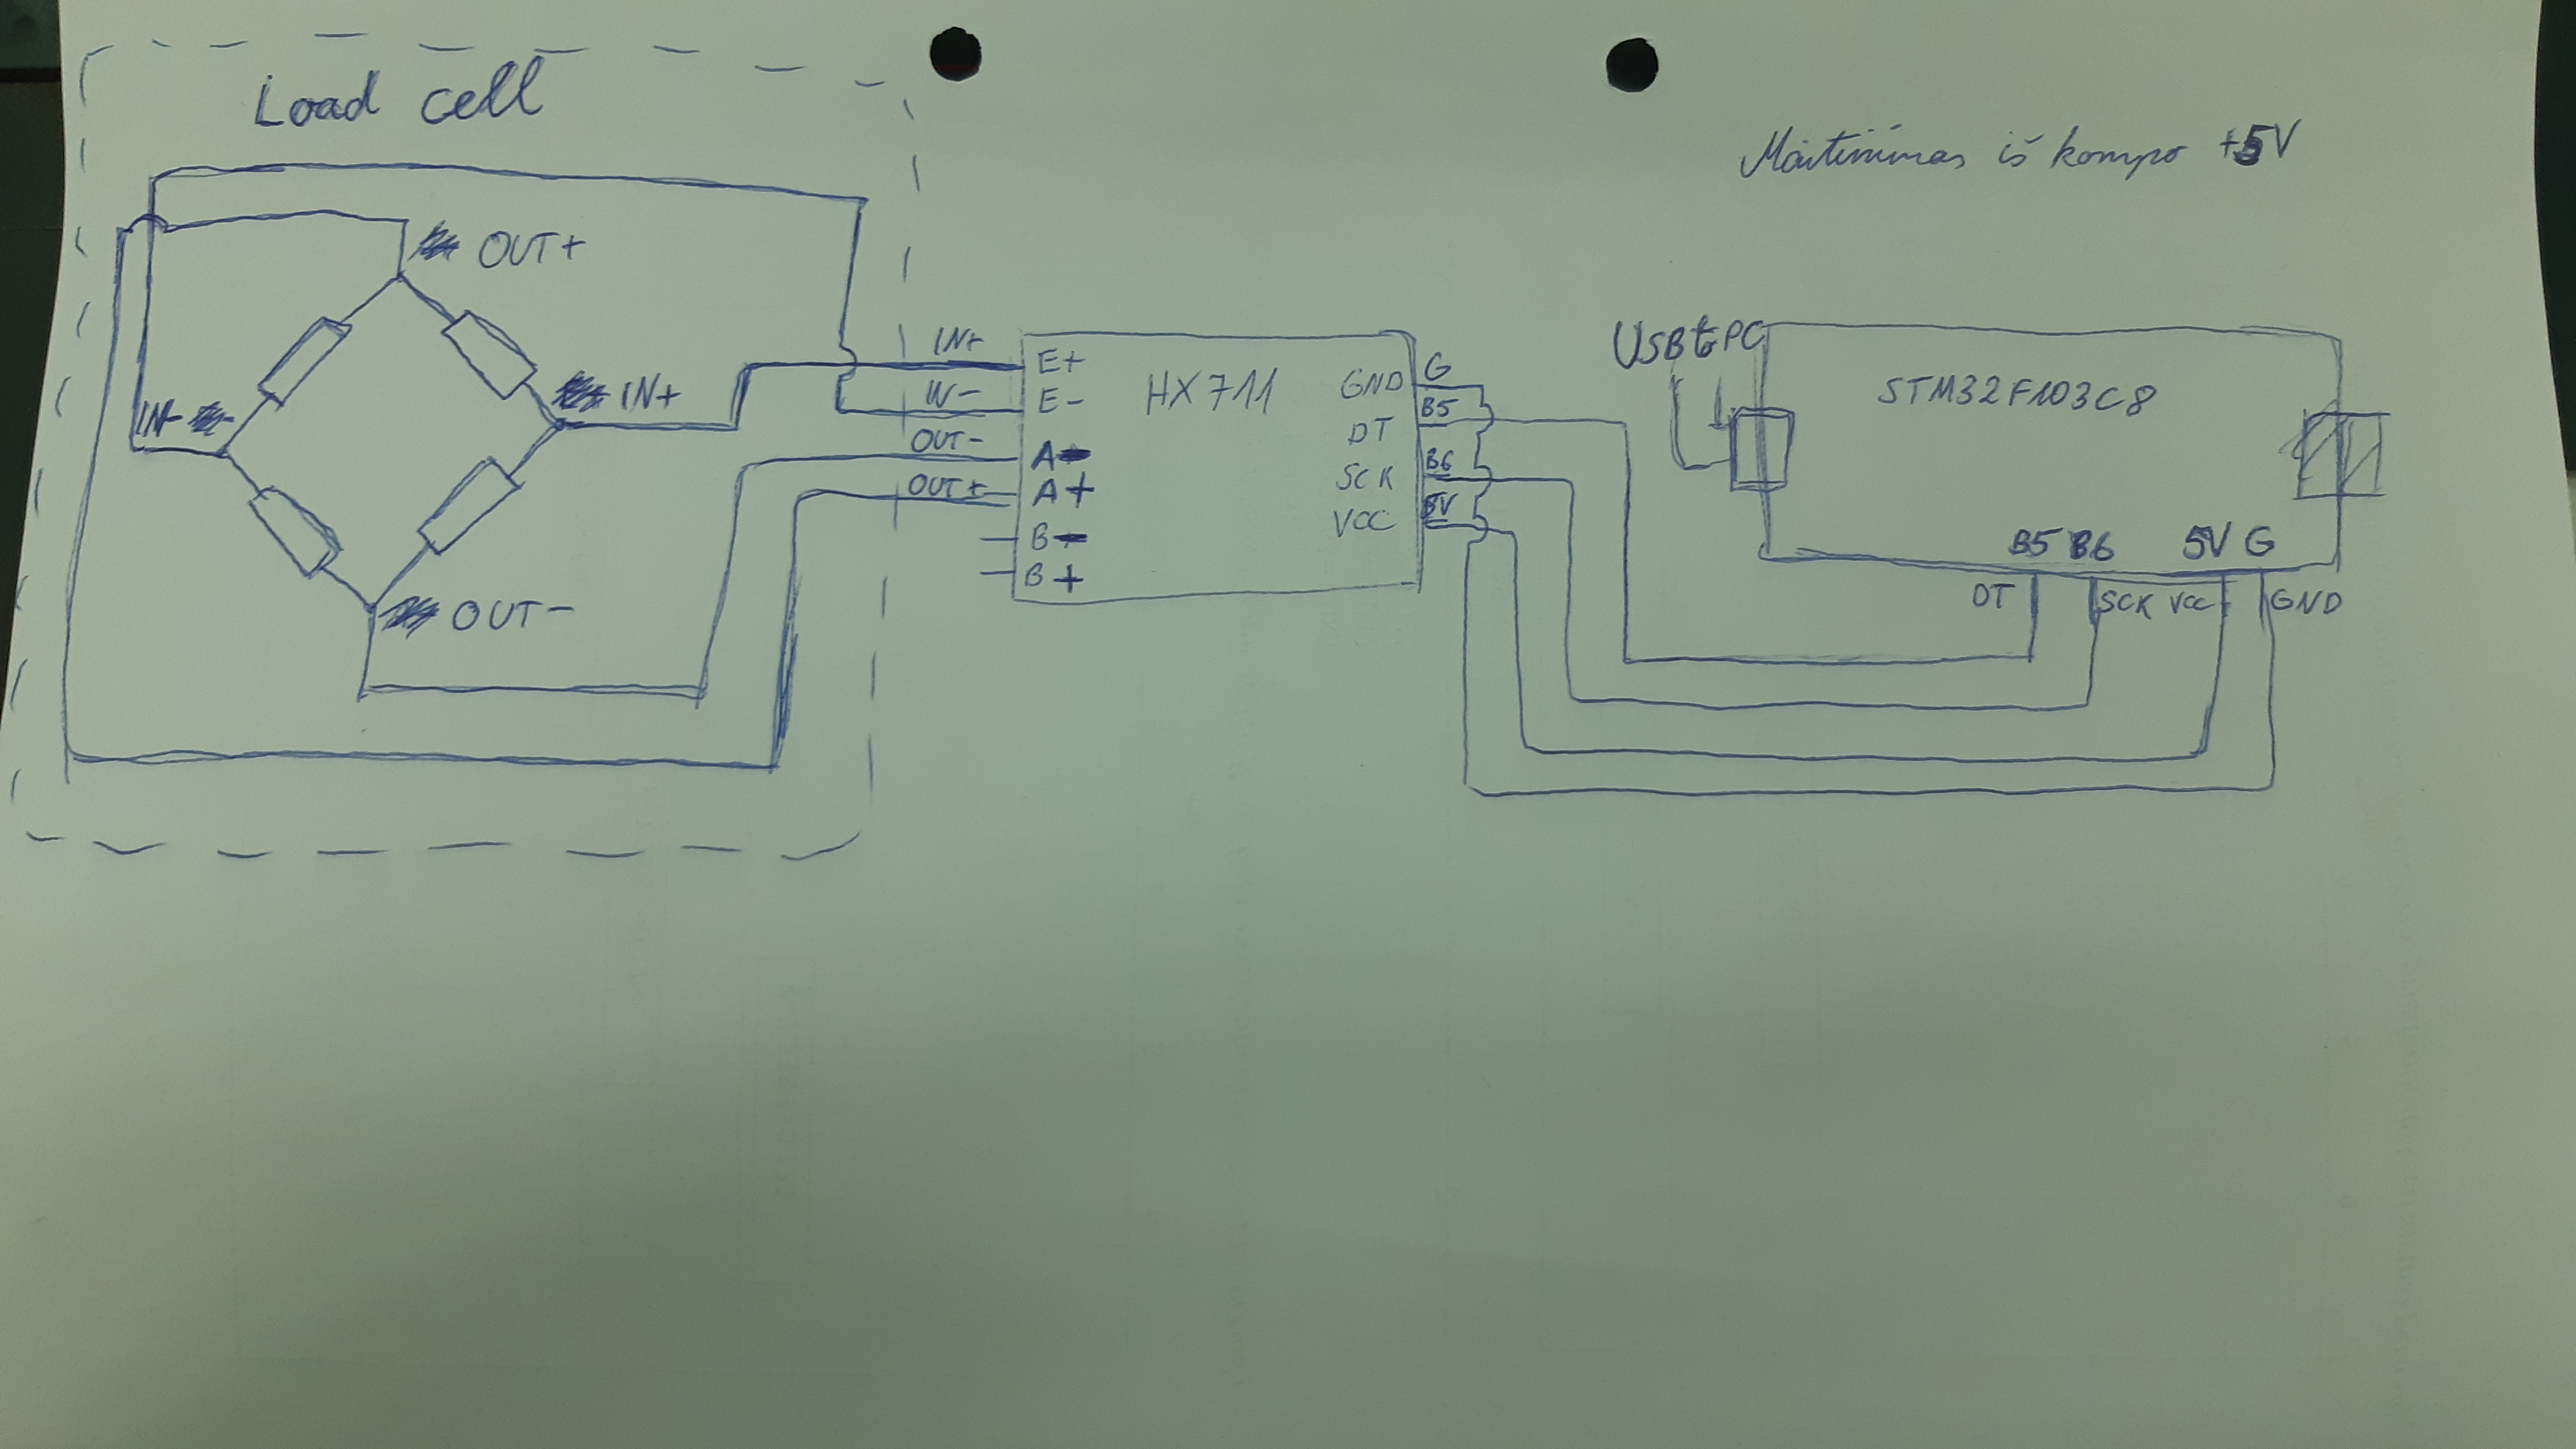 Load cell
Maitinimas iš kompo +5V
OUT+
IN+
IN-
OUT-
IN+
IN-
OUT-
OUT+
E+
E-
A-
A+
B-
B+
HX711
GND
DT
SCK
VCC
G
B5
B6
5V
USB to PC
STM32F103C8
B5 B6 5V G
DT SCK VCC GND